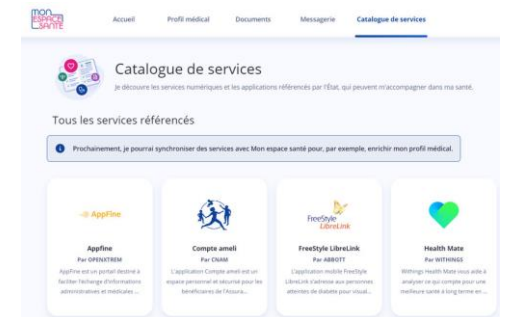 mon
ESPACE
SANTÉ
Accueil
Profil médical
Documents
Messagerie
Catalogue de services
Catalogue de services
Je découvre les services numériques et les applications référencés par l'État, qui peuvent m'accompagner dans ma santé.
Tous les services référencés
Prochainement, je pourrai synchroniser des services avec Mon espace santé pour, par exemple, enrichir mon profil médical.
AppFine
Appfine
Par OPENXTREM
AppFine est un portail destiné à
faciliter l'échange d'informations
administratives et médicales ...
Compte ameli
Par CNAM
L'application Compte ameli est un
espace personnel et sécurisé pour les
bénéficiaires de l'Assura...
FreeStyle
LibreLink
FreeStyle LibreLink
Par ABBOTT
L'application mobile FreeStyle
LibreLink s'adresse aux personnes
atteintes de diabète pour visual...
Health Mate
Par WITHINGS
Withings Health Mate vous aide à
analyser ce qui compte pour une
meilleure santé à long terme en ...